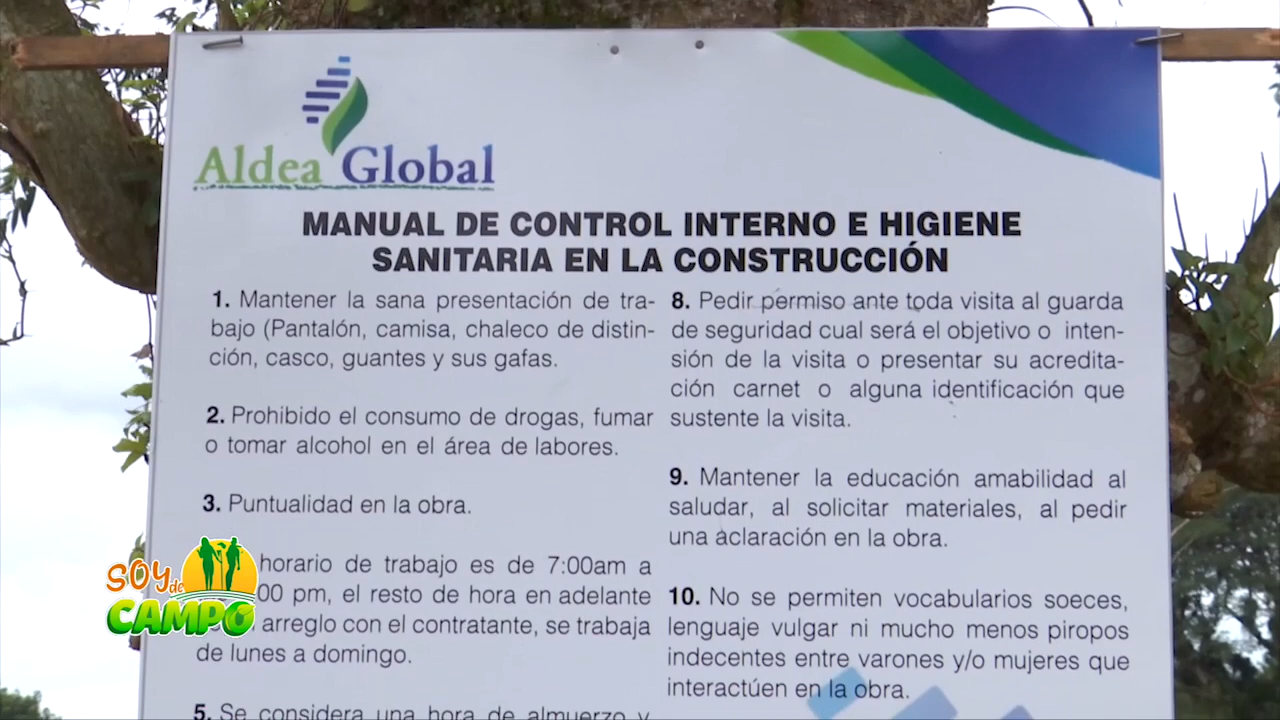 Aldea Global
MANUAL DE CONTROL INTERNO E HIGIENE
SANITARIA EN LA CONSTRUCCIÓN
1. Mantener la sana presentación de tra-
bajo (Pantalón, camisa, chaleco de distin-
ción, casco, guantes y sus gafas.
2. Prohibido el consumo de drogas, fumar
o tomar alcohol en el área de labores.
3. Puntualidad en la obra.
horario de trabajo es de 7:00am a
00 pm, el resto de hora en adelante
arreglo con el contratante, se trabaja
de lunes a domingo.
5. Se considera una hora de almuerzo y
8. Pedir permiso ante toda visita al guarda
de seguridad cual será el objetivo o inten-
sión de la visita o presentar su acredita-
ción carnet o alguna identificación que
sustente la visita.
9. Mantener la educación amabilidad al
saludar, al solicitar materiales, al pedir
una aclaración en la obra.
10. No se permiten vocabularios soeces,
lenguaje vulgar ni mucho menos piropos
indecentes entre varones y/o mujeres que
interactúen en la obra.
SOY de
CAMPO